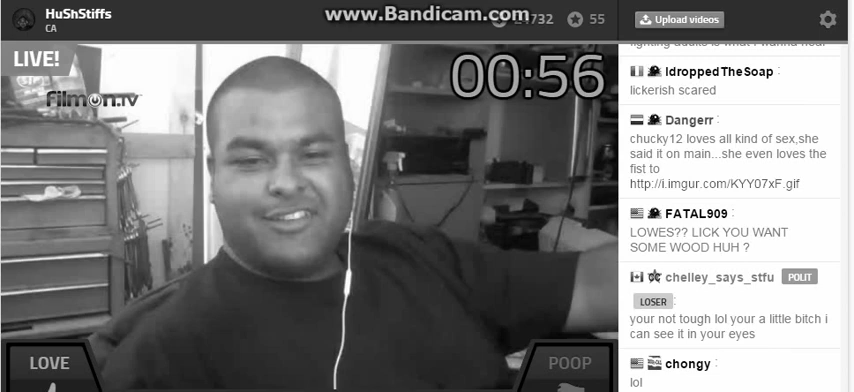 HuShStiffs
CA
www.Bandicam.com
55
Upload videos
LIVE!
FilmOn.tv
00:56
IdroppedTheSoap :
lickerish scared
Dangerr :
chucky12 loves all kind of sex,she
said it on main...she even loves the
fist to
http://i.imgur.com/KYY07xF.gif
FATAL909 :
LOWES?? LICK YOU WANT
SOME WOOD HUH ?
chelley_says_stfu POLIT
LOSER :
your not tough lol your a little bitch i
can see it in your eyes
chongy :
lol
LOVE
POOP